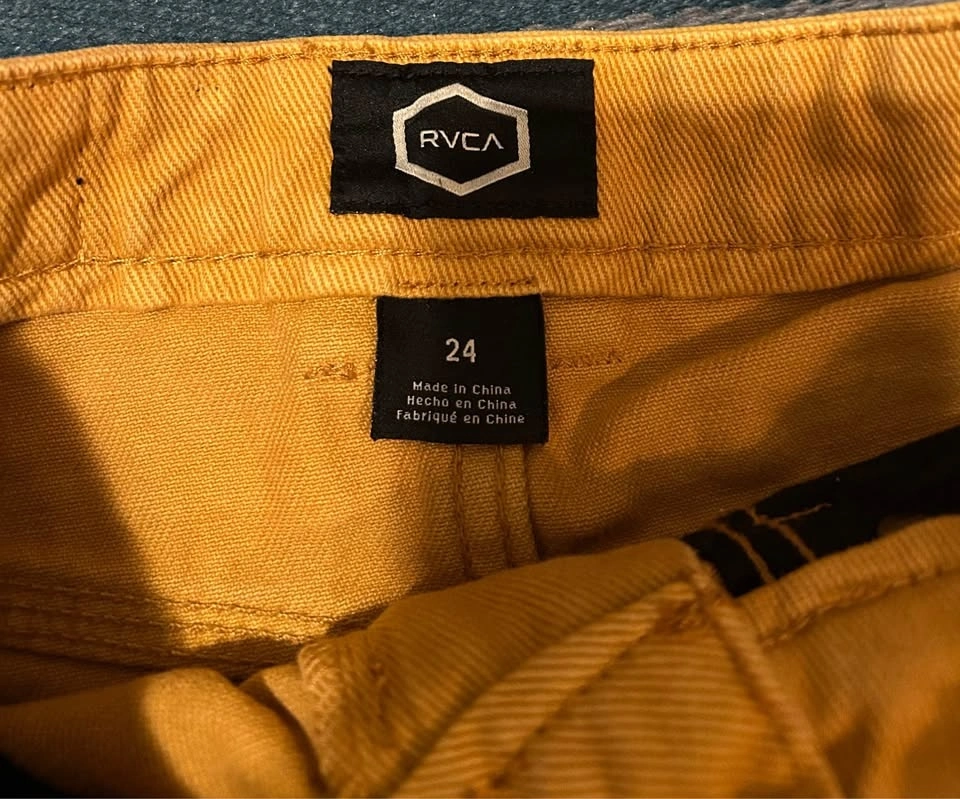 RVCA
24
Made in China
Hecho en China
Fabriqué en Chine